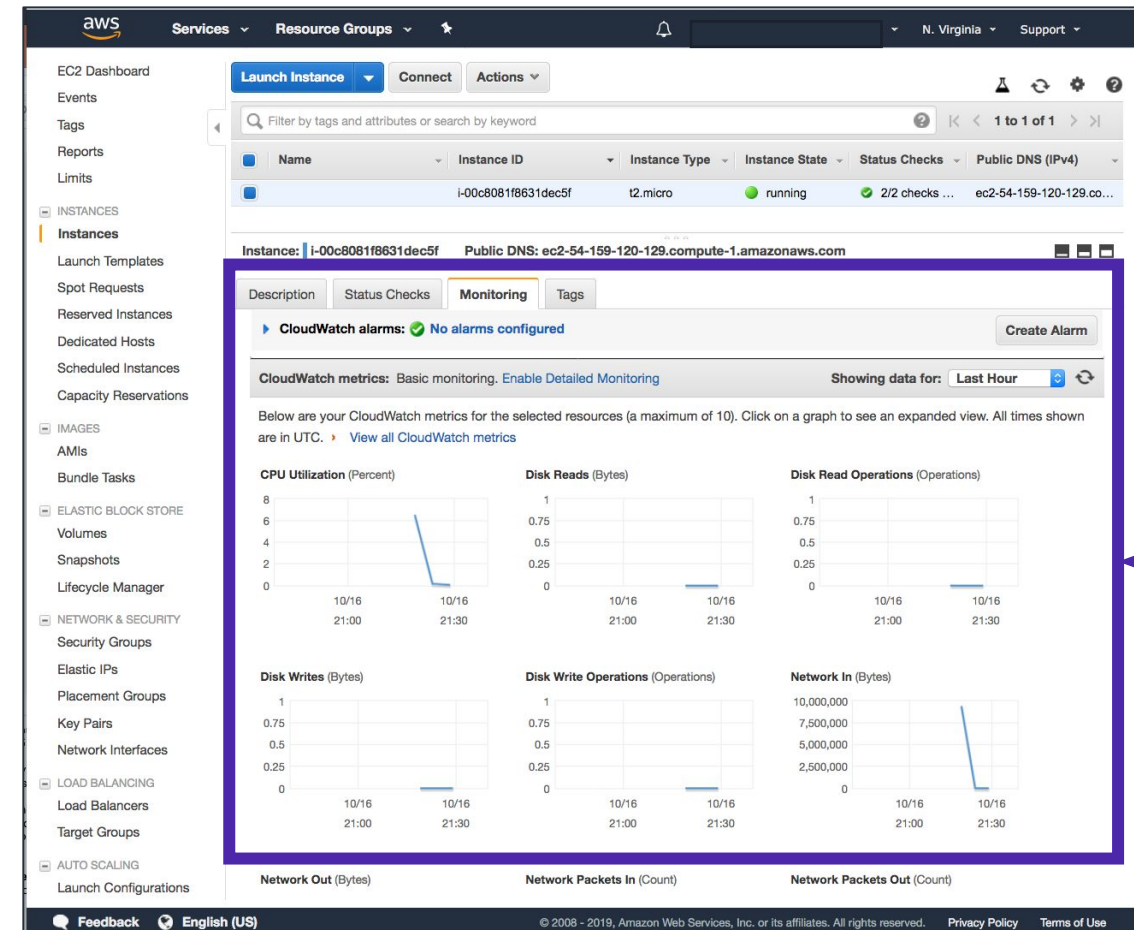 aws Services Resource Groups N. Virginia Support
EC2 Dashboard
Events
Tags
Reports
Limits
INSTANCES
Instances
Launch Templates
Spot Requests
Reserved Instances
Dedicated Hosts
Scheduled Instances
Capacity Reservations
IMAGES
AMIs
Bundle Tasks
ELASTIC BLOCK STORE
Volumes
Snapshots
Lifecycle Manager
NETWORK & SECURITY
Security Groups
Elastic IPs
Placement Groups
Key Pairs
Network Interfaces
LOAD BALANCING
Load Balancers
Target Groups
AUTO SCALING
Launch Configurations
Launch Instance Connect Actions
Filter by tags and attributes or search by keyword 1 to 1 of 1
Name Instance ID Instance Type Instance State Status Checks Public DNS (IPv4)
i-00c8081f8631dec5f t2.micro running 2/2 checks ... ec2-54-159-120-129.co...
Instance: i-00c8081f8631dec5f Public DNS: ec2-54-159-120-129.compute-1.amazonaws.com
Description Status Checks Monitoring Tags
CloudWatch alarms: No alarms configured Create Alarm
CloudWatch metrics: Basic monitoring. Enable Detailed Monitoring Showing data for: Last Hour
Below are your CloudWatch metrics for the selected resources (a maximum of 10). Click on a graph to see an expanded view. All times shown
are in UTC. View all CloudWatch metrics
CPU Utilization (Percent)
8
6
4
2
0
10/16 10/16
21:00 21:30
Disk Reads (Bytes)
1
0.75
0.5
0.25
0
10/16 10/16
21:00 21:30
Disk Read Operations (Operations)
1
0.75
0.5
0.25
0
10/16 10/16
21:00 21:30
Disk Writes (Bytes)
1
0.75
0.5
0.25
0
10/16 10/16
21:00 21:30
Disk Write Operations (Operations)
1
0.75
0.5
0.25
0
10/16 10/16
21:00 21:30
Network In (Bytes)
10,000,000
7,500,000
5,000,000
2,500,000
0
10/16 10/16
21:00 21:30
Network Out (Bytes) Network Packets In (Count) Network Packets Out (Count)
Feedback English (US) © 2008 - 2019, Amazon Web Services, Inc. or its affiliates. All rights reserved. Privacy Policy Terms of Use